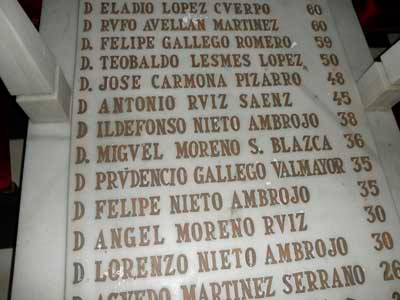 D ELADIO LOPEZ CVERPO 60
D RVFO AVELLAN MARTINEZ 60
D. FELIPE GALLEGO ROMERO 59
D. TEOBALDO LESMES LOPEZ 50
D. JOSE CARMONA PIZARRO 48
D ANTONIO RVIZ SAENZ 45
D ILDEFONSO NIETO AMBROJO 38
D. MIGVEL MORENO S. BLAZCA 36
D PRVDENCIO GALLEGO VALMAYOR 35
D FELIPE NIETO AMBROJO 35
D ANGEL MORENO RVIZ 30
D LORENZO NIETO AMBROJO 30
D AGNEDO MARTINEZ SERRANO 26